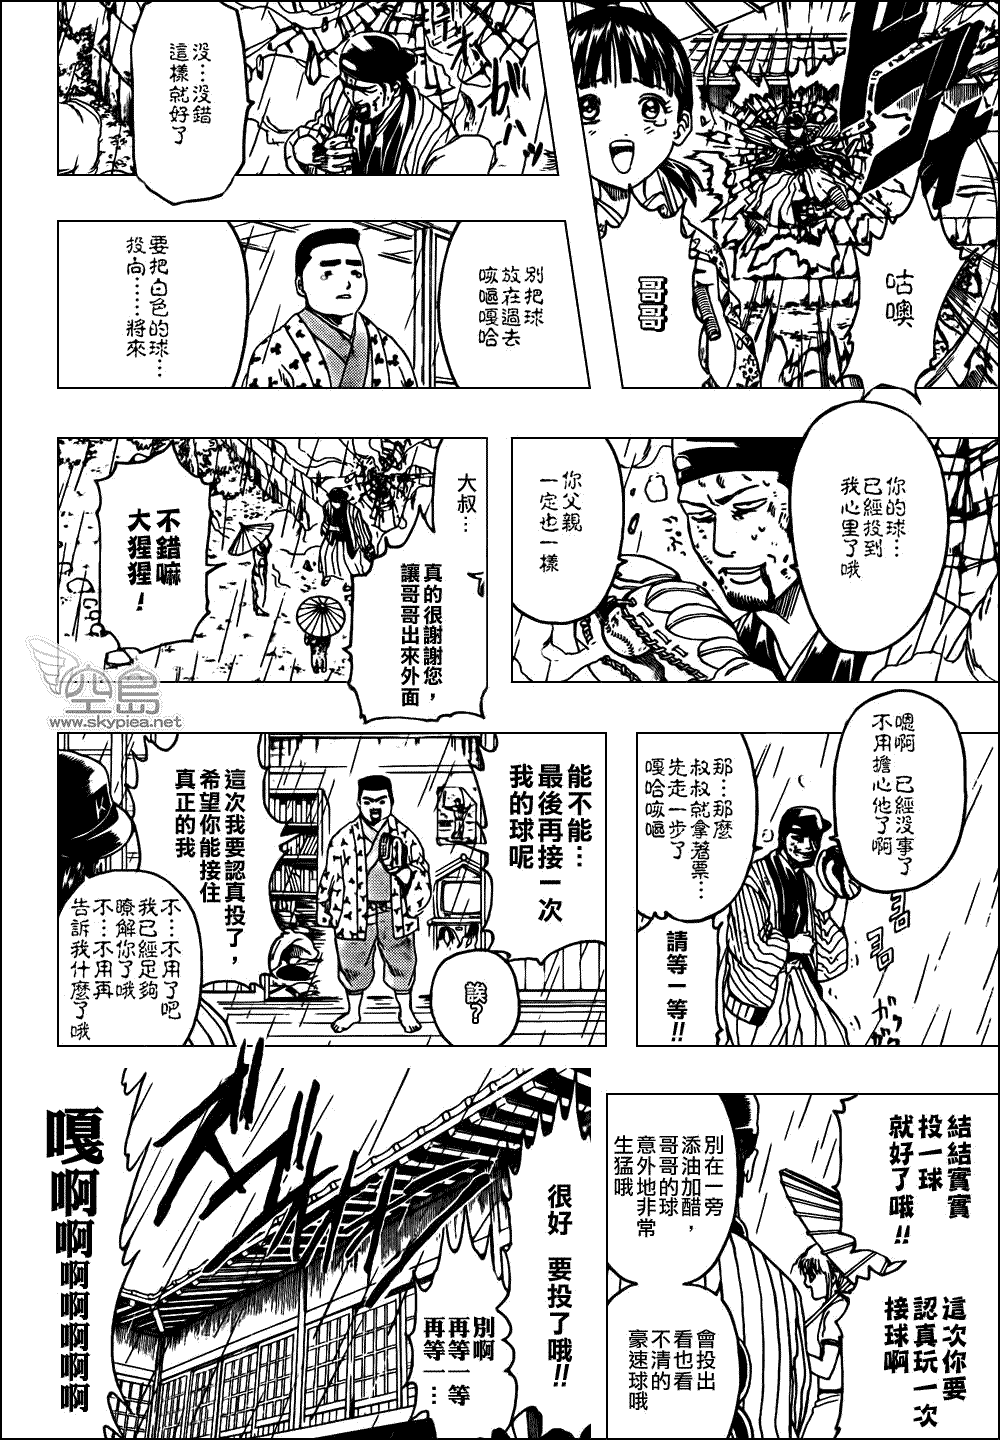 咕噢
哥哥
没…没錯
這樣就好了
別把球
放在過去
咳嘔嘎哈
要把白色的球…
投向……將來
你的球…
已經投到
我心里了哦
你父親
一定也一樣
大叔…
真的很謝謝您，
讓哥哥出來外面
不錯嘛
大猩猩！
空島
www.skypiea.net
嗯啊 已經没事了
不用擔心他了啊
那…那麼
叔叔就拿著票…
先走一步了
嘎哈咳嘔
請等一等!!
能不能…
最後再接一次
我的球呢
誒？
這次我要認真投了，
希望你能接住
真正的我
不…不用了吧
我已經足夠
瞭解你了哦
不…不用再
告訴我什麼了哦
結結實實
投一球
就好了哦!!
這次你要
認真玩一次
接球啊
別在一旁
添油加醋，
哥哥的球
意外地非常
生猛哦
會投出
看也看
不清的
豪速球哦
很好 要投了哦!!
別啊
再等一等
再等一…
嘎啊啊啊啊啊啊啊